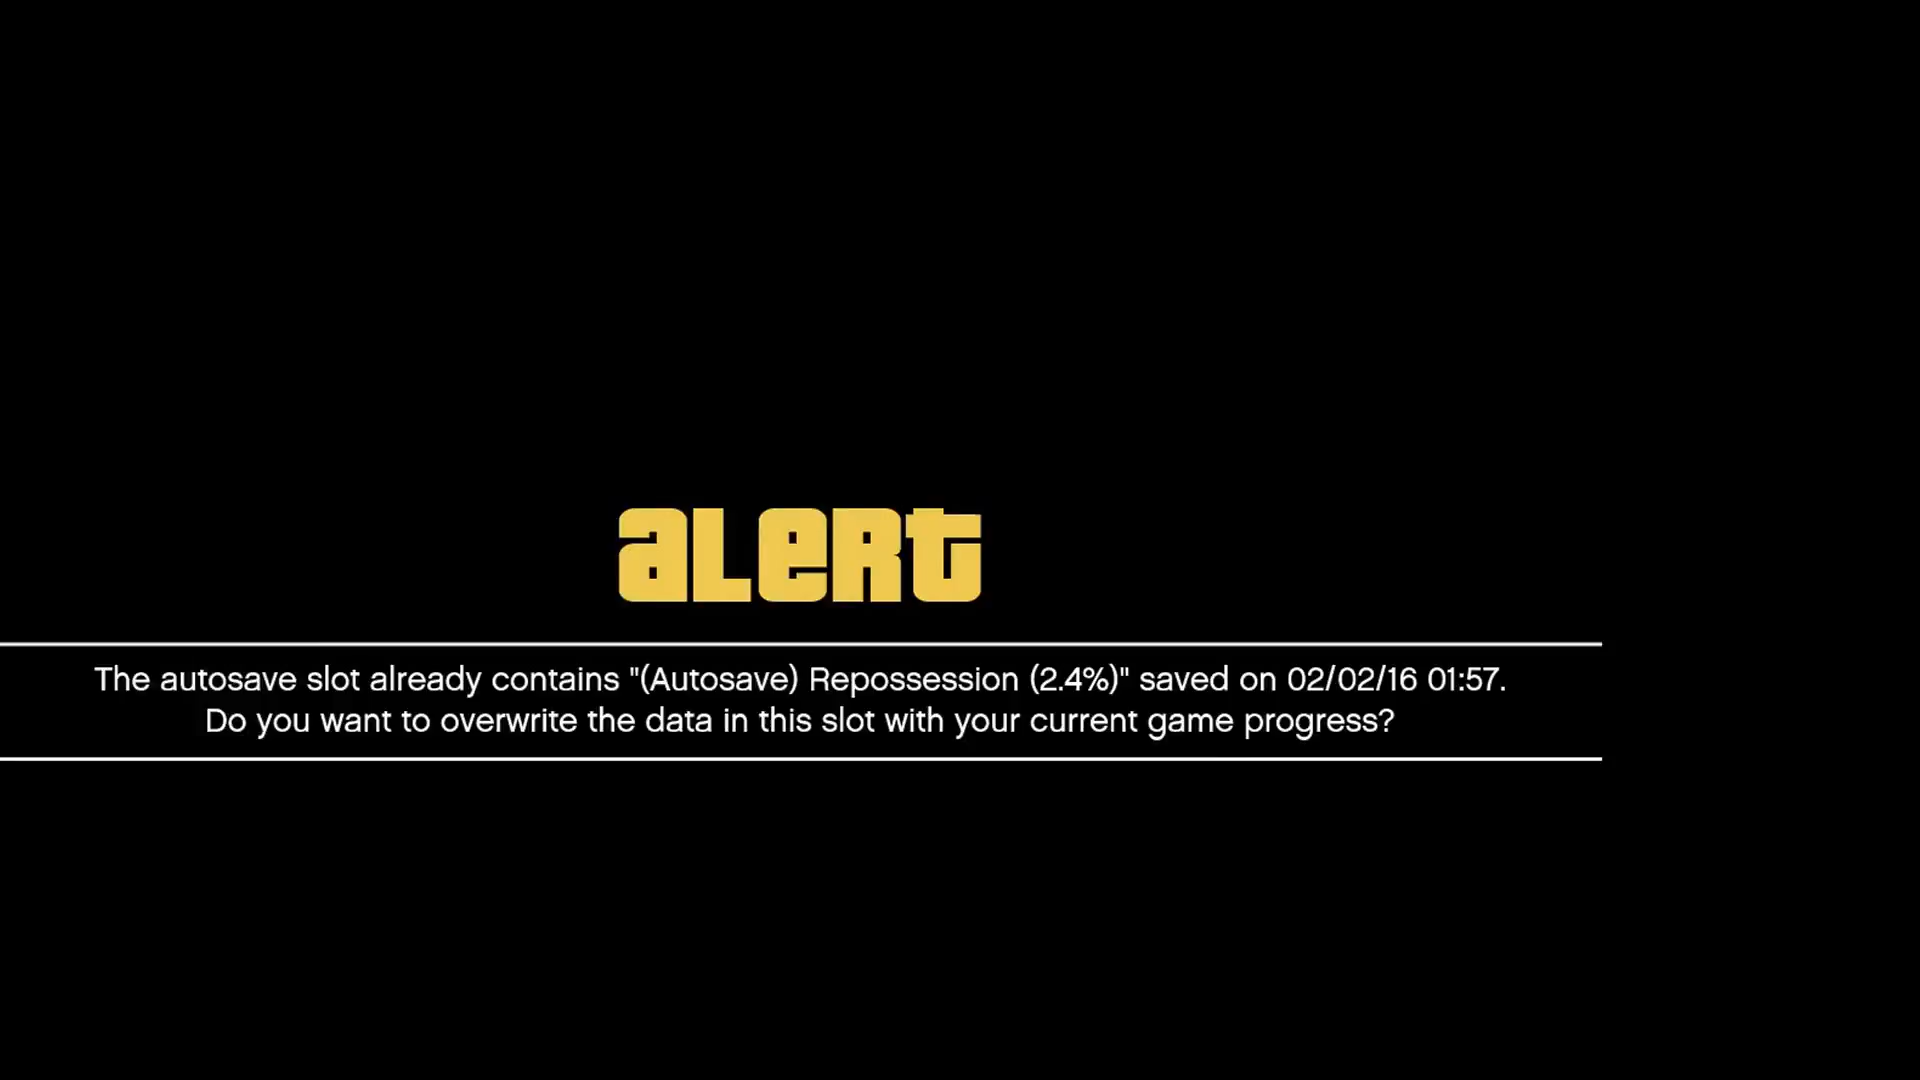 aLeRt
The autosave slot already contains "(Autosave) Repossession (2.4%)" saved on 02/02/16 01:57.
Do you want to overwrite the data in this slot with your current game progress?